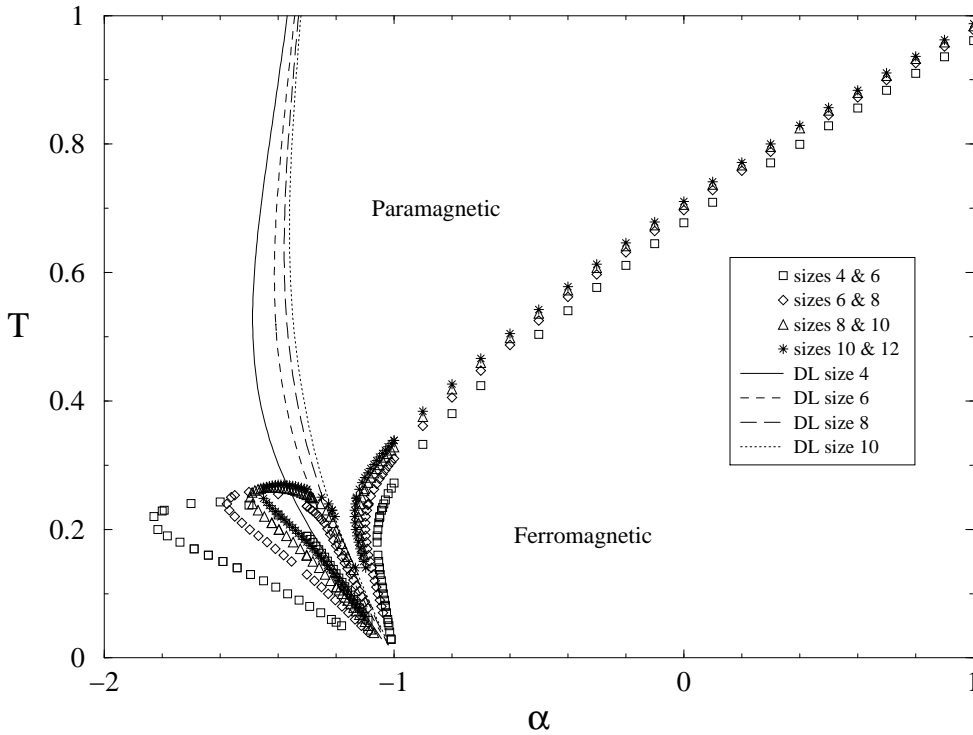 1
0.8
0.6
0.4
0.2
0
T
−2
−1
0
1
α
Paramagnetic
Ferromagnetic
sizes 4 & 6
sizes 6 & 8
sizes 8 & 10
sizes 10 & 12
DL size 4
DL size 6
DL size 8
DL size 10